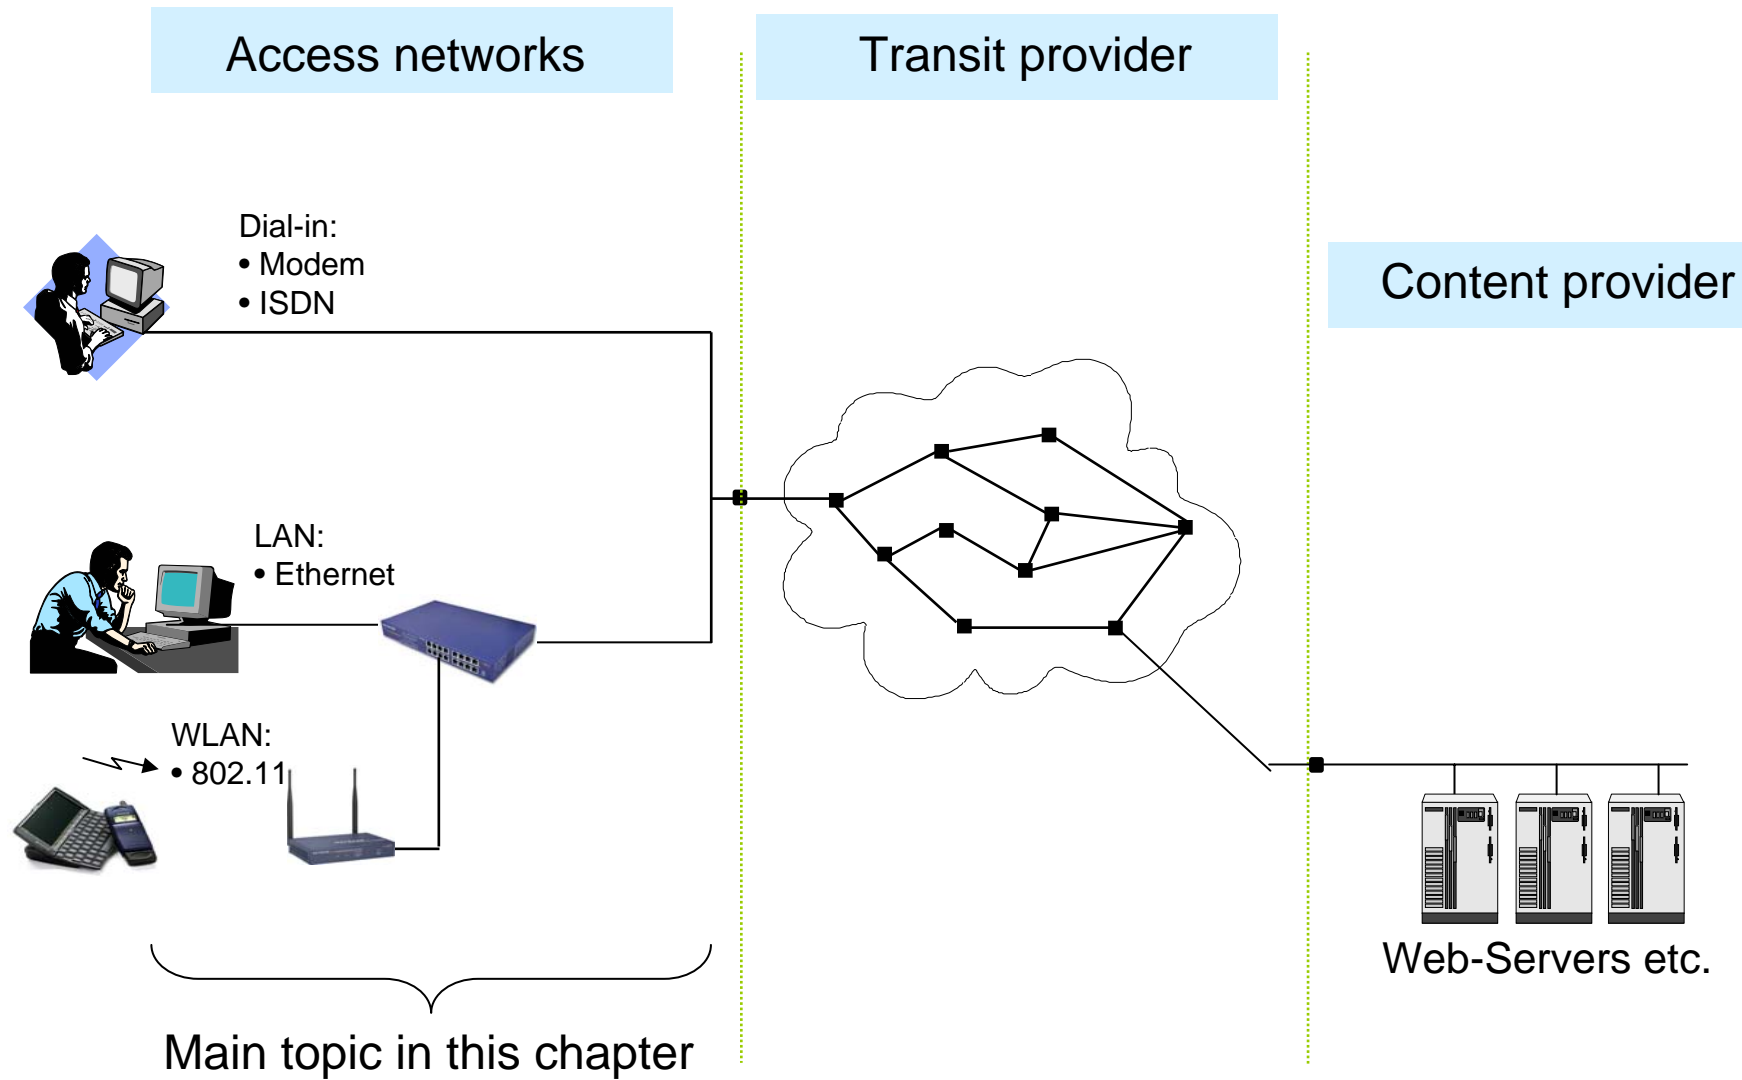 Access networks
Transit provider
Content provider
Dial-in:
• Modem
• ISDN
LAN:
• Ethernet
WLAN:
• 802.11
Web-Servers etc.
Main topic in this chapter